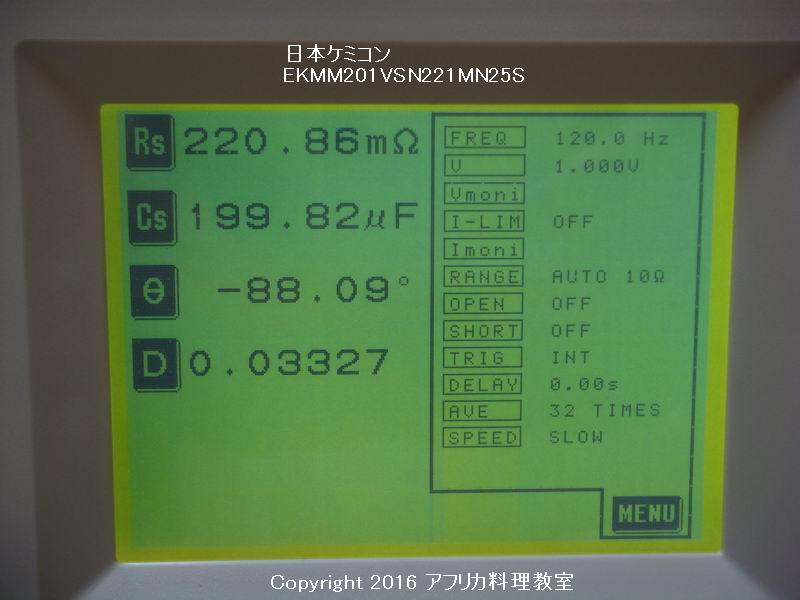 日本ケミコン
EKMM201VSN221MN25S
Rs 220.86mΩ
Cs 199.82μF
θ -88.09°
D 0.03327
FREQ 120.0 Hz
V 1.000V
Vmoni
I-LIM OFF
Imoni
RANGE AUTO 10Ω
OPEN OFF
SHORT OFF
TRIG INT
DELAY 0.00s
AVE 32 TIMES
SPEED SLOW
MENU
Copyright 2016 アフリカ料理教室